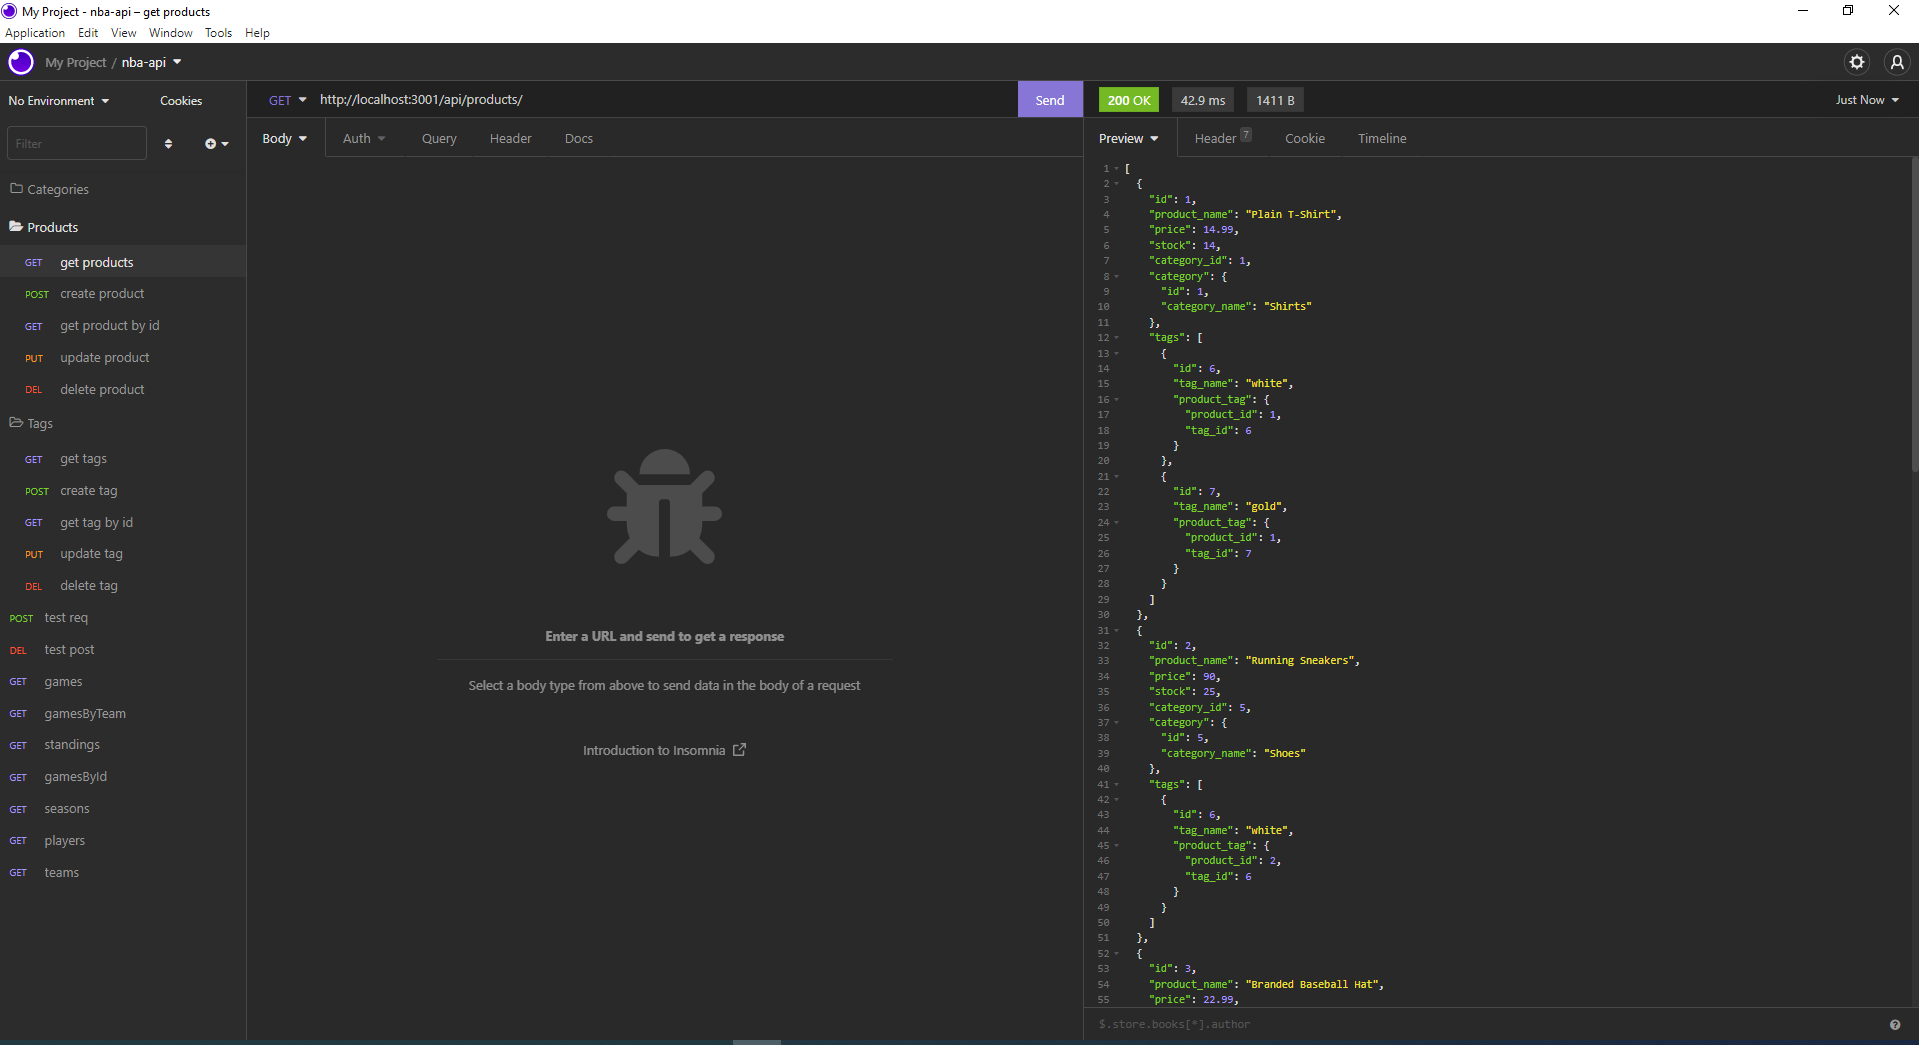 My Project - nba-api – get products
Application Edit View Window Tools Help
My Project / nba-api
No Environment Cookies
Filter
Categories
Products
GET get products
POST create product
GET get product by id
PUT update product
DEL delete product
Tags
GET get tags
POST create tag
GET get tag by id
PUT update tag
DEL delete tag
POST test req
DEL test post
GET games
GET gamesByTeam
GET standings
GET gamesById
GET seasons
GET players
GET teams
GET http://localhost:3001/api/products/ Send
Body Auth Query Header Docs
Enter a URL and send to get a response
Select a body type from above to send data in the body of a request
Introduction to Insomnia
200 OK 42.9 ms 1411 B Just Now
Preview Header 7 Cookie Timeline
1 [
2 {
3 "id": 1,
4 "product_name": "Plain T-Shirt",
5 "price": 14.99,
6 "stock": 14,
7 "category_id": 1,
8 "category": {
9 "id": 1,
10 "category_name": "Shirts"
11 },
12 "tags": [
13 {
14 "id": 6,
15 "tag_name": "white",
16 "product_tag": {
17 "product_id": 1,
18 "tag_id": 6
19 }
20 },
21 {
22 "id": 7,
23 "tag_name": "gold",
24 "product_tag": {
25 "product_id": 1,
26 "tag_id": 7
27 }
28 }
29 ]
30 },
31 {
32 "id": 2,
33 "product_name": "Running Sneakers",
34 "price": 90,
35 "stock": 25,
36 "category_id": 5,
37 "category": {
38 "id": 5,
39 "category_name": "Shoes"
40 },
41 "tags": [
42 {
43 "id": 6,
44 "tag_name": "white",
45 "product_tag": {
46 "product_id": 2,
47 "tag_id": 6
48 }
49 }
50 ]
51 },
52 {
53 "id": 3,
54 "product_name": "Branded Baseball Hat",
55 "price": 22.99,
$.store.books[*].author